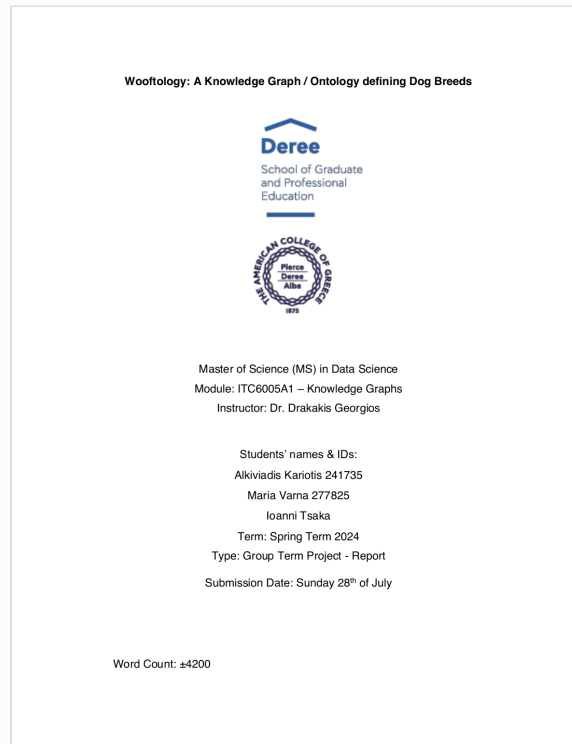 Wooftology: A Knowledge Graph / Ontology defining Dog Breeds
Deree
School of Graduate
and Professional
Education
THE AMERICAN COLLEGE OF GREECE
Pierce
Deree
Alba
1875
Master of Science (MS) in Data Science
Module: ITC6005A1 – Knowledge Graphs
Instructor: Dr. Drakakis Georgios
Students’ names & IDs:
Alkiviadis Kariotis 241735
Maria Varna 277825
Ioanni Tsaka
Term: Spring Term 2024
Type: Group Term Project - Report
Submission Date: Sunday 28th of July
Word Count: ±4200